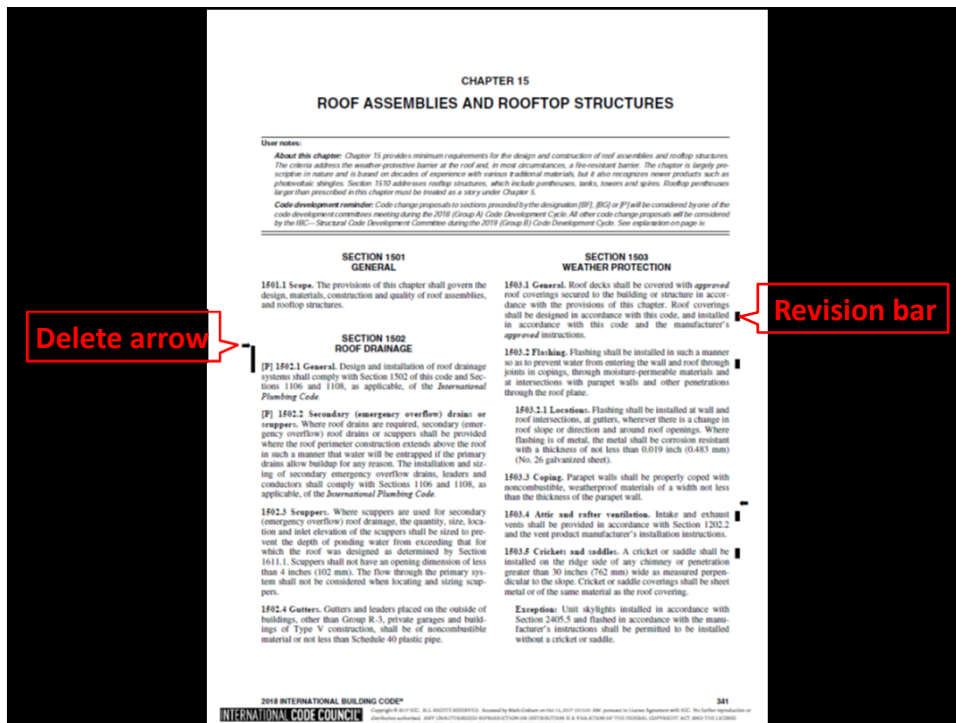 CHAPTER 15
ROOF ASSEMBLIES AND ROOFTOP STRUCTURES
User notes:
About this chapter: Chapter 15 provides minimum requirements for the design and construction of roof assemblies and rooftop structures.
The criteria address the weather-protective barrier at the roof and, in most circumstances, a fire-resistant barrier. The chapter is largely pre-
scriptive in nature and is based on decades of experience with various traditional materials, but it also recognizes newer products such as
photovoltaic shingles. Section 1510 addresses rooftop structures, which include penthouses, tanks, towers and spires. Rooftop penthouses
larger than prescribed in this chapter must be treated as a story under Chapter 5.
Code development reminder: Code change proposals to sections preceded by the designation [BF], [BG] or [P] will be considered by one of the
code development committees meeting during the 2018 (Group A) Code Development Cycle. All other code change proposals will be considered
by the IBC—Structural Code Development Committee during the 2019 (Group B) Code Development Cycle. See explanation on page iv.
SECTION 1501
GENERAL
1501.1 Scope. The provisions of this chapter shall govern the
design, materials, construction and quality of roof assemblies,
and rooftop structures.
Delete arrow
SECTION 1502
ROOF DRAINAGE
[P] 1502.1 General. Design and installation of roof drainage
systems shall comply with Section 1502 of this code and Sec-
tions 1106 and 1108, as applicable, of the International
Plumbing Code.
[P] 1502.2 Secondary (emergency overflow) drains or
scuppers. Where roof drains are required, secondary (emer-
gency overflow) roof drains or scuppers shall be provided
where the roof perimeter construction extends above the roof
in such a manner that water will be entrapped if the primary
drains allow buildup for any reason. The installation and siz-
ing of secondary emergency overflow drains, leaders and
conductors shall comply with Sections 1106 and 1108, as
applicable, of the International Plumbing Code.
1502.3 Scuppers. Where scuppers are used for secondary
(emergency overflow) roof drainage, the quantity, size, loca-
tion and inlet elevation of the scuppers shall be sized to pre-
vent the depth of ponding water from exceeding that for
which the roof was designed as determined by Section
1611.1. Scuppers shall not have an opening dimension of less
than 4 inches (102 mm). The flow through the primary sys-
tem shall not be considered when locating and sizing scup-
pers.
1502.4 Gutters. Gutters and leaders placed on the outside of
buildings, other than Group R-3, private garages and build-
ings of Type V construction, shall be of noncombustible
material or not less than Schedule 40 plastic pipe.
SECTION 1503
WEATHER PROTECTION
1503.1 General. Roof decks shall be covered with approved
roof coverings secured to the building or structure in accor-
dance with the provisions of this chapter. Roof coverings
shall be designed in accordance with this code, and installed
in accordance with this code and the manufacturer's
approved instructions.
Revision bar
1503.2 Flashing. Flashing shall be installed in such a manner
so as to prevent water from entering the wall and roof through
joints in copings, through moisture-permeable materials and
at intersections with parapet walls and other penetrations
through the roof plane.
1503.2.1 Locations. Flashing shall be installed at wall and
roof intersections, at gutters, wherever there is a change in
roof slope or direction and around roof openings. Where
flashing is of metal, the metal shall be corrosion resistant
with a thickness of not less than 0.019 inch (0.483 mm)
(No. 26 galvanized sheet).
1503.3 Coping. Parapet walls shall be properly coped with
noncombustible, weatherproof materials of a width not less
than the thickness of the parapet wall.
1503.4 Attic and rafter ventilation. Intake and exhaust
vents shall be provided in accordance with Section 1202.2
and the vent product manufacturer's installation instructions.
1503.5 Crickets and saddles. A cricket or saddle shall be
installed on the ridge side of any chimney or penetration
greater than 30 inches (762 mm) wide as measured perpen-
dicular to the slope. Cricket or saddle coverings shall be sheet
metal or of the same material as the roof covering.
Exception: Unit skylights installed in accordance with
Section 2405.5 and flashed in accordance with the manu-
facturer's instructions shall be permitted to be installed
without a cricket or saddle.
2018 INTERNATIONAL BUILDING CODE®
341
INTERNATIONAL CODE COUNCIL